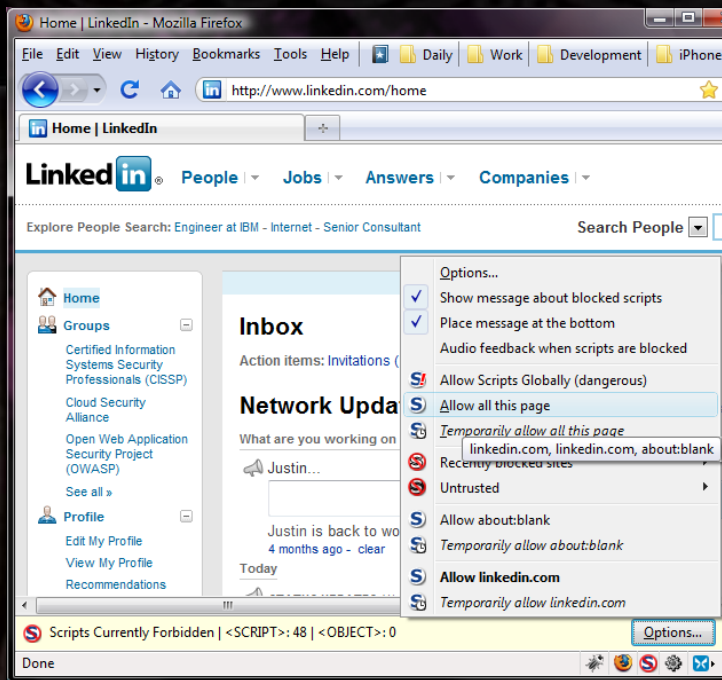 Home | LinkedIn - Mozilla Firefox
File Edit View History Bookmarks Tools Help Daily Work Development iPhone
in http://www.linkedin.com/home
in Home | LinkedIn
Linked in ® People Jobs Answers Companies
Explore People Search: Engineer at IBM - Internet - Senior Consultant Search People
Home
Groups
Certified Information
Systems Security
Professionals (CISSP)
Cloud Security
Alliance
Open Web Application
Security Project
(OWASP)
See all »
Profile
Edit My Profile
View My Profile
Recommendations
Inbox
Action items: Invitations (
Network Upda
What are you working on
Justin...
Justin is back to wo
4 months ago - clear
Today
Options...
Show message about blocked scripts
Place message at the bottom
Audio feedback when scripts are blocked
Allow Scripts Globally (dangerous)
Allow all this page
Temporarily allow all this page
linkedin.com, linkedin.com, about:blank
Recently blocked sites
Untrusted
Allow about:blank
Temporarily allow about:blank
Allow linkedin.com
Temporarily allow linkedin.com
Scripts Currently Forbidden | <SCRIPT>: 48 | <OBJECT>: 0 Options...
Done